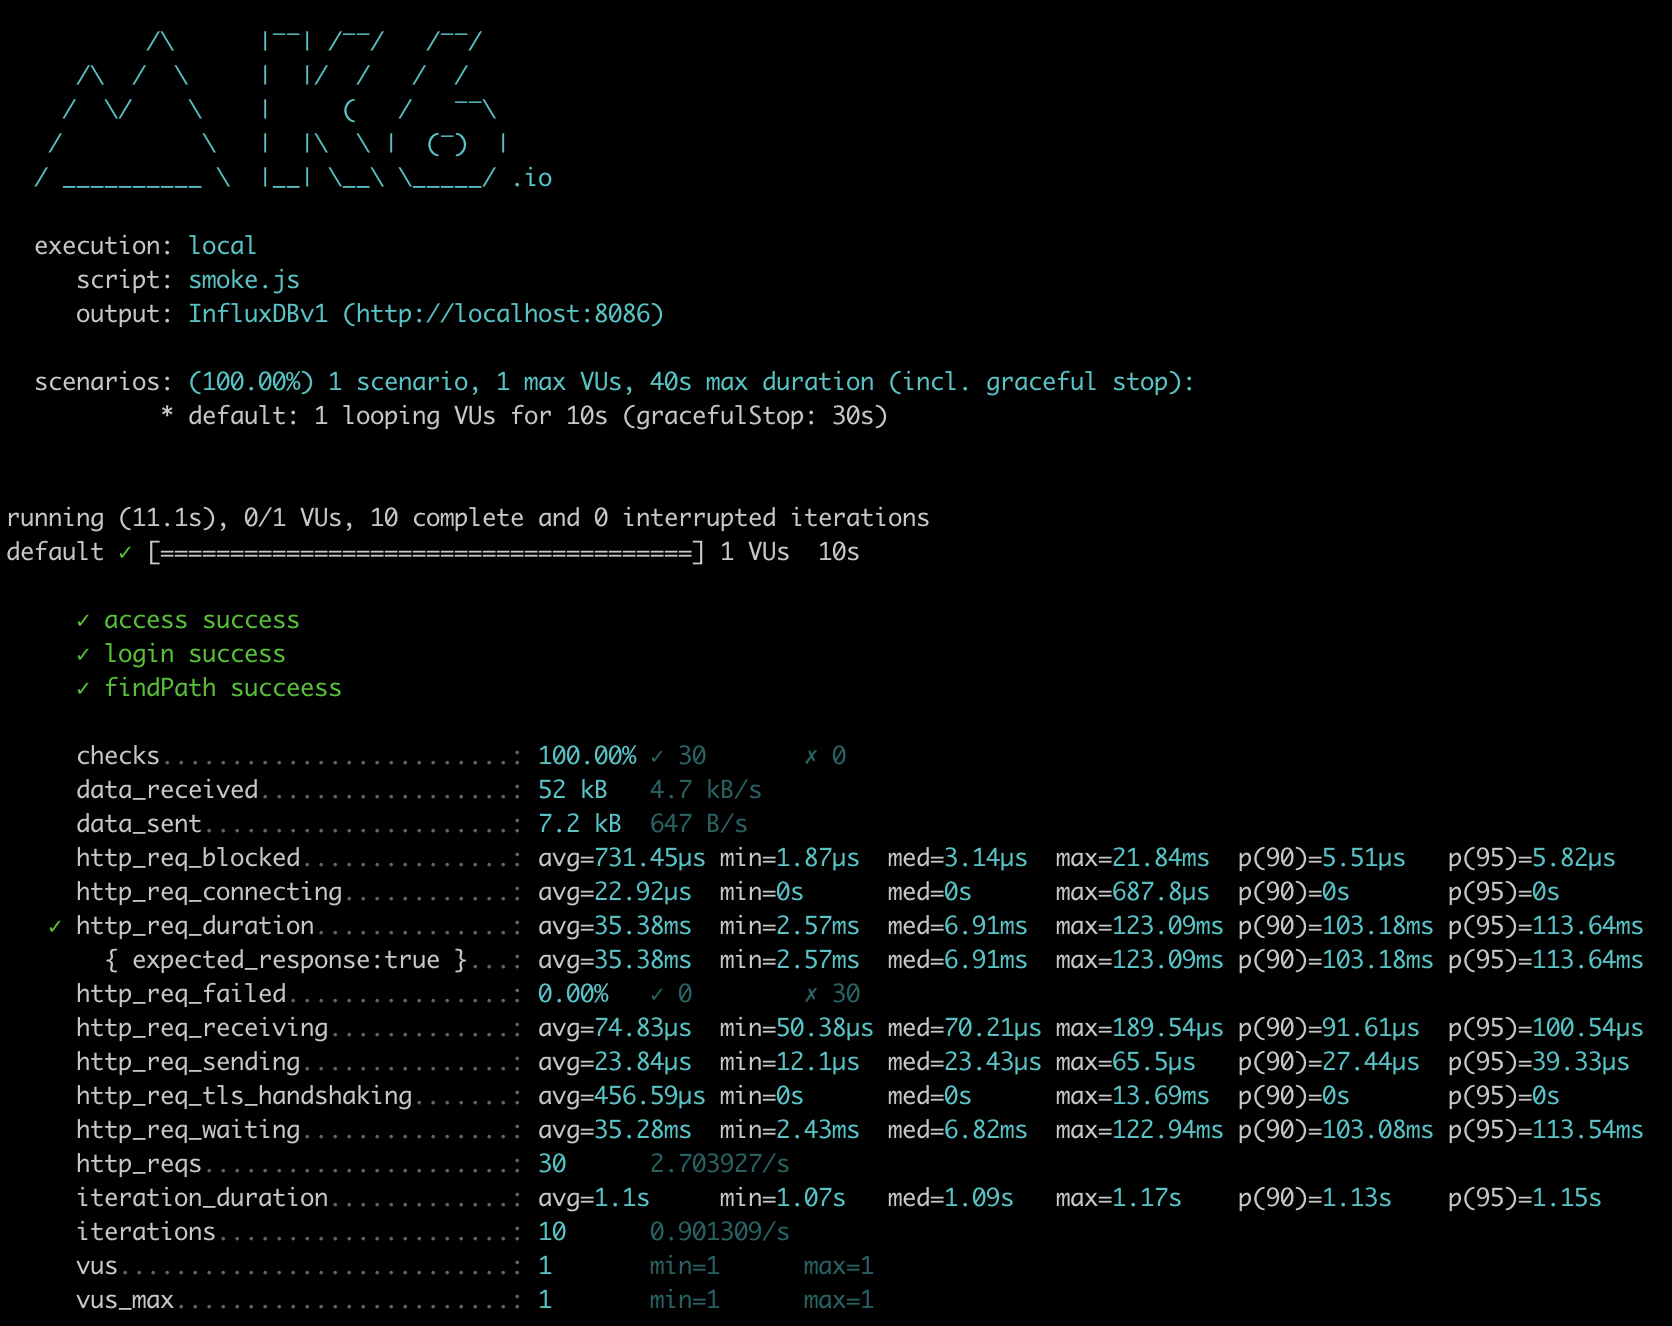 /\      |‾‾| /‾‾/   /‾‾/
     /\  /  \     |  |/  /   /  /
    /  \/    \    |     (   /   ‾‾\
   /          \   |  |\  \ |  (‾)  |
  / __________ \  |__| \__\ \_____/ .io

  execution: local
     script: smoke.js
     output: InfluxDBv1 (http://localhost:8086)

  scenarios: (100.00%) 1 scenario, 1 max VUs, 40s max duration (incl. graceful stop):
           * default: 1 looping VUs for 10s (gracefulStop: 30s)

running (11.1s), 0/1 VUs, 10 complete and 0 interrupted iterations
default ✓ [======================================] 1 VUs  10s

     ✓ access success
     ✓ login success
     ✓ findPath succeess

     checks.........................: 100.00% ✓ 30       ✗ 0
     data_received..................: 52 kB   4.7 kB/s
     data_sent......................: 7.2 kB  647 B/s
     http_req_blocked...............: avg=731.45µs min=1.87µs  med=3.14µs  max=21.84ms  p(90)=5.51µs   p(95)=5.82µs
     http_req_connecting............: avg=22.92µs  min=0s      med=0s      max=687.8µs  p(90)=0s       p(95)=0s
   ✓ http_req_duration..............: avg=35.38ms  min=2.57ms  med=6.91ms  max=123.09ms p(90)=103.18ms p(95)=113.64ms
       { expected_response:true }...: avg=35.38ms  min=2.57ms  med=6.91ms  max=123.09ms p(90)=103.18ms p(95)=113.64ms
     http_req_failed................: 0.00%   ✓ 0        ✗ 30
     http_req_receiving.............: avg=74.83µs  min=50.38µs med=70.21µs max=189.54µs p(90)=91.61µs  p(95)=100.54µs
     http_req_sending...............: avg=23.84µs  min=12.1µs  med=23.43µs max=65.5µs   p(90)=27.44µs  p(95)=39.33µs
     http_req_tls_handshaking.......: avg=456.59µs min=0s      med=0s      max=13.69ms  p(90)=0s       p(95)=0s
     http_req_waiting...............: avg=35.28ms  min=2.43ms  med=6.82ms  max=122.94ms p(90)=103.08ms p(95)=113.54ms
     http_reqs......................: 30      2.703927/s
     iteration_duration.............: avg=1.1s     min=1.07s   med=1.09s   max=1.17s    p(90)=1.13s    p(95)=1.15s
     iterations.....................: 10      0.901309/s
     vus............................: 1       min=1      max=1
     vus_max........................: 1       min=1      max=1